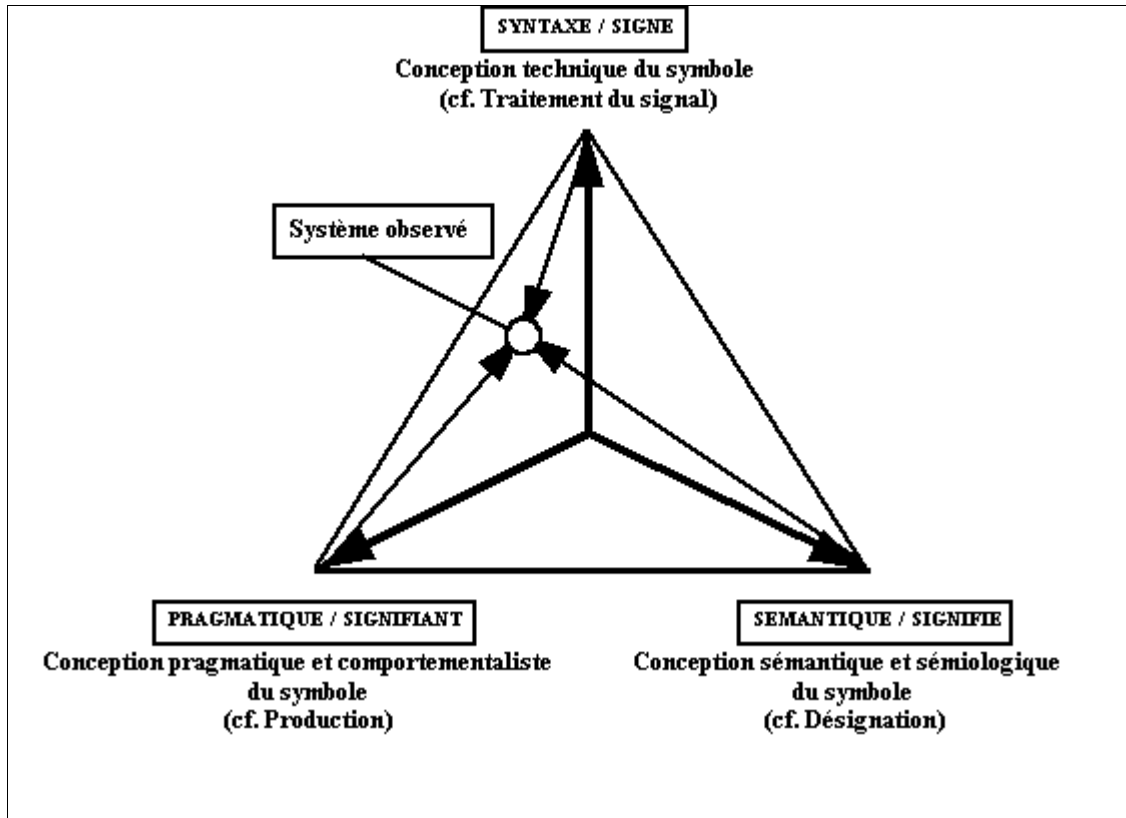 SYNTAXE / SIGNE
Conception technique du symbole
(cf. Traitement du signal)
Système observé
PRAGMATIQUE / SIGNIFIANT
Conception pragmatique et comportementaliste
du symbole
(cf. Production)
SEMANTIQUE / SIGNIFIE
Conception sémantique et sémiologique
du symbole
(cf. Désignation)